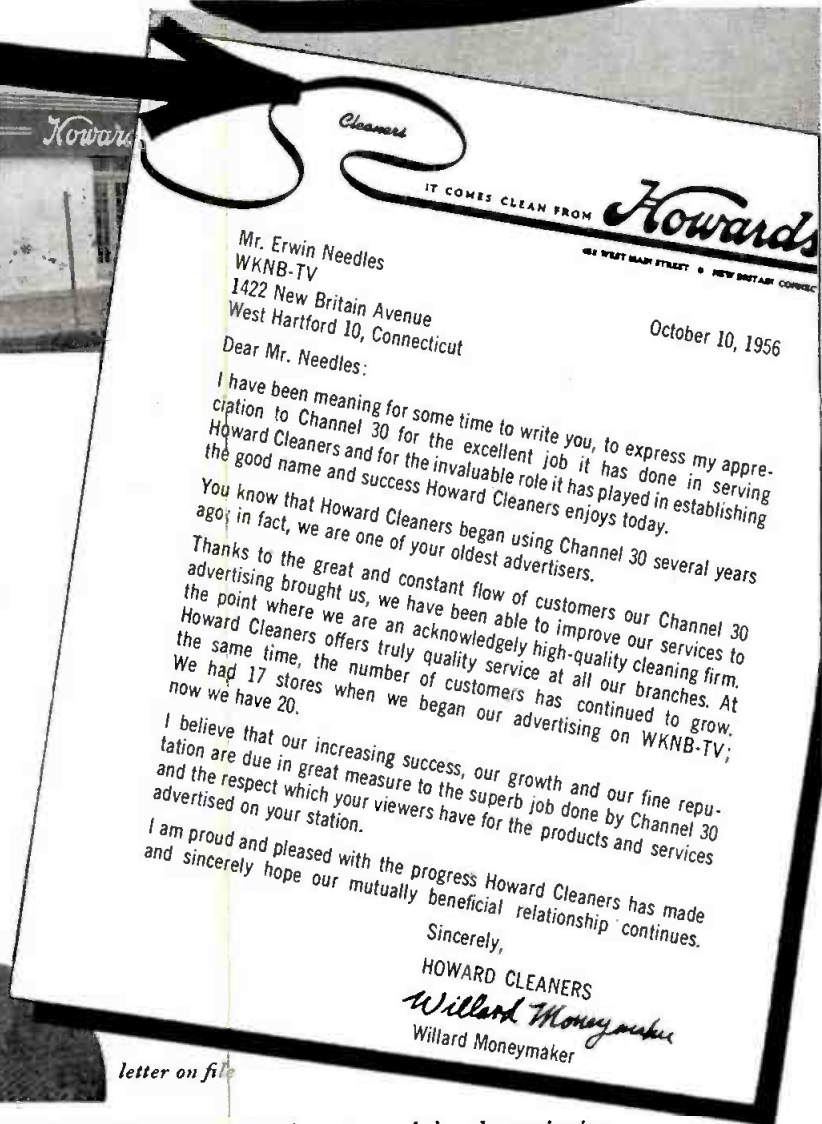 Howard
Cleaners
IT COMES CLEAN FROM Howards
WEST MAIN STREET • NEW BRITAIN CONNEC
Mr. Erwin Needles
WKNB-TV
1422 New Britain Avenue
West Hartford 10, Connecticut
October 10, 1956
Dear Mr. Needles:
I have been meaning for some time to write you, to express my appre-
ciation to Channel 30 for the excellent job it has done in serving
Howard Cleaners and for the invaluable role it has played in establishing
the good name and success Howard Cleaners enjoys today.
You know that Howard Cleaners began using Channel 30 several years
ago; in fact, we are one of your oldest advertisers.
Thanks to the great and constant flow of customers our Channel 30
advertising brought us, we have been able to improve our services to
the point where we are an acknowledgely high-quality cleaning firm.
Howard Cleaners offers truly quality service at all our branches. At
the same time, the number of customers has continued to grow.
We had 17 stores when we began our advertising on WKNB-TV;
now we have 20.
I believe that our increasing success, our growth and our fine repu-
tation are due in great measure to the superb job done by Channel 30
and the respect which your viewers have for the products and services
advertised on your station.
I am proud and pleased with the progress Howard Cleaners has made
and sincerely hope our mutually beneficial relationship continues.
Sincerely,
HOWARD CLEANERS
Willard Moneymaker
Willard Moneymaker
letter on file